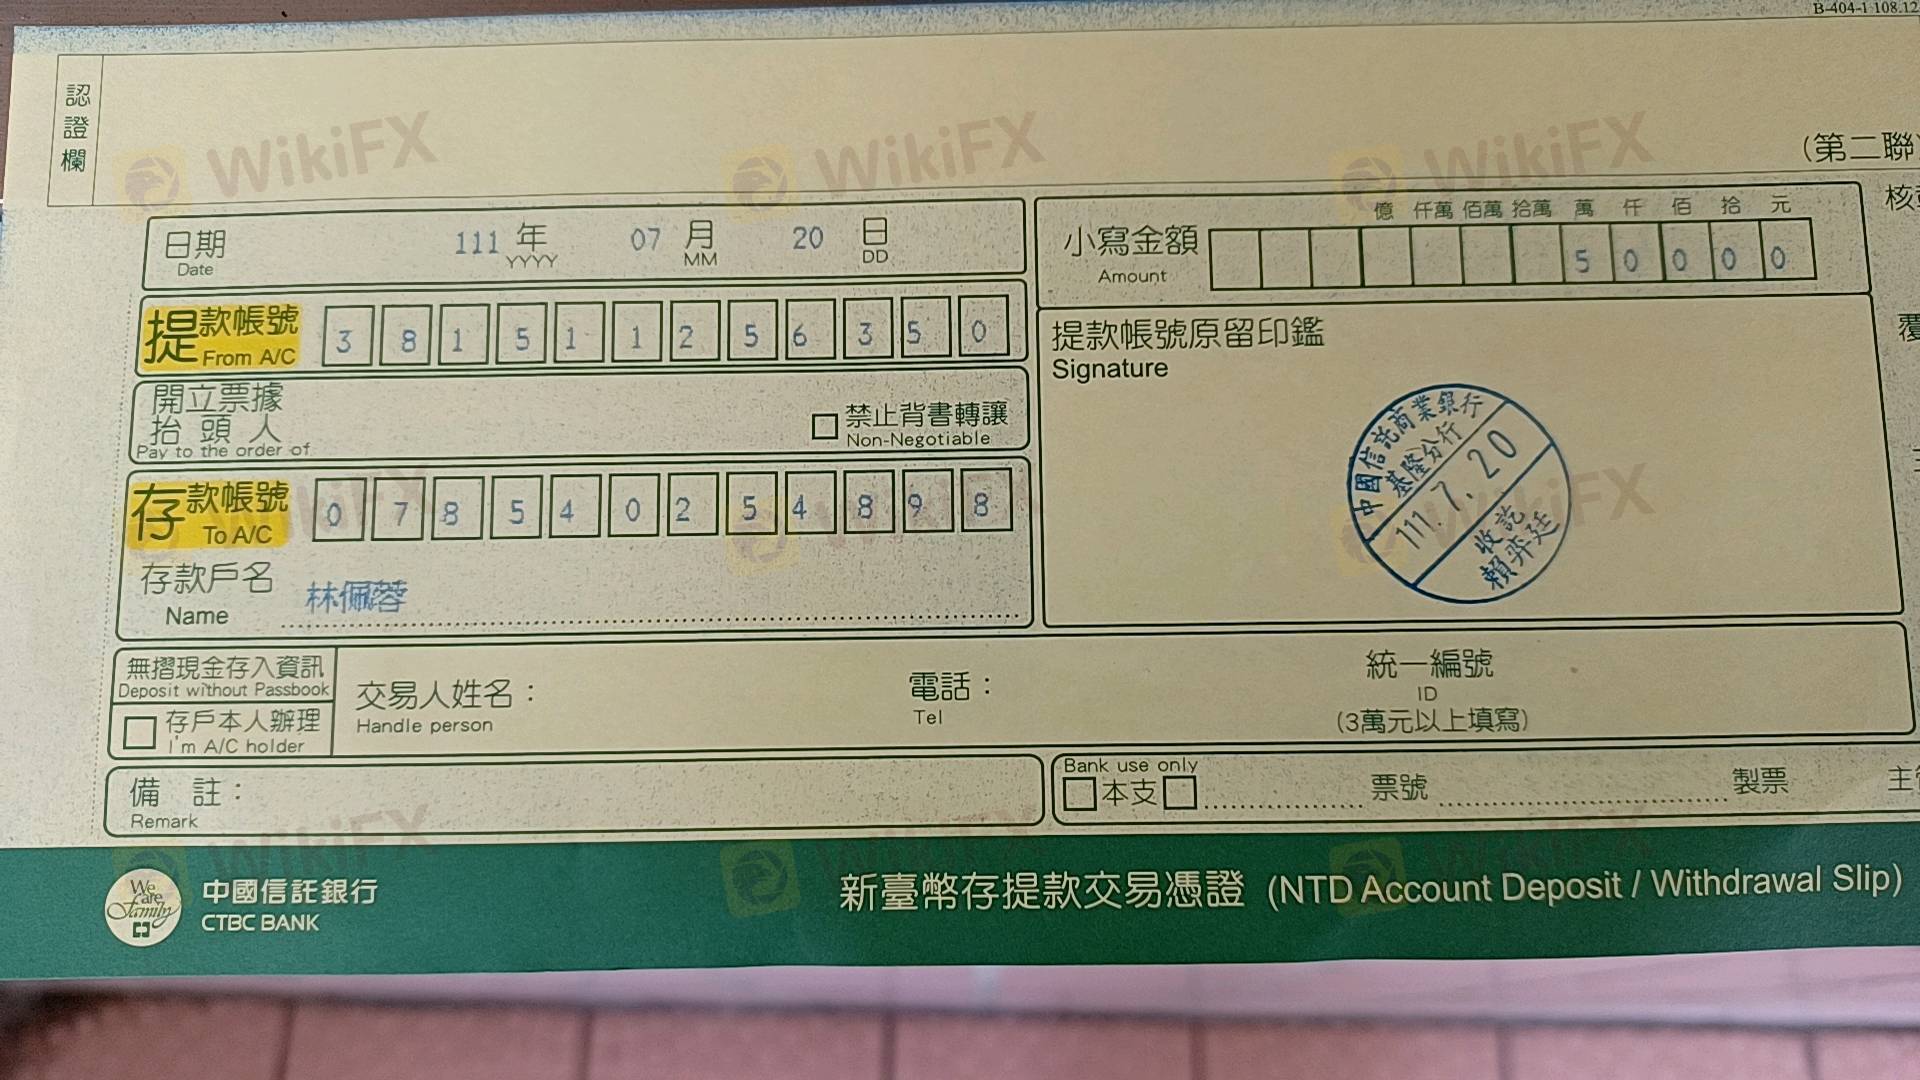 B-404-1 108.12
認證欄
(第二聯)
日期 111 年 07 月 20 日
Date YYYY MM DD
小寫金額
Amount
億 仟萬 佰萬 拾萬 萬 仟 佰 拾 元
5 0 0 0 0
提款帳號
From A/C
3 8 1 5 1 1 2 5 6 3 5 0
提款帳號原留印鑑
Signature
開立票據
抬頭人
Pay to the order of
禁止背書轉讓
Non-Negotiable
存款帳號
To A/C
0 7 8 5 4 0 2 5 4 8 9 8
存款戶名 林佩蓉
Name
中國信託商業銀行
基隆分行
111.7.20
收訖
賴弈廷
無摺現金存入資訊
Deposit without Passbook
存戶本人辦理
I'm A/C holder
交易人姓名：
Handle person
電話：
Tel
統一編號
ID
(3萬元以上填寫)
備註：
Remark
Bank use only
本支 票號 製票
We are Family
中國信託銀行
CTBC BANK
新臺幣存提款交易憑證 (NTD Account Deposit / Withdrawal Slip)
WikiFX
WikiFX
WikiFX
WikiFX
WikiFX
WikiFX
WikiFX
WikiFX
WikiFX